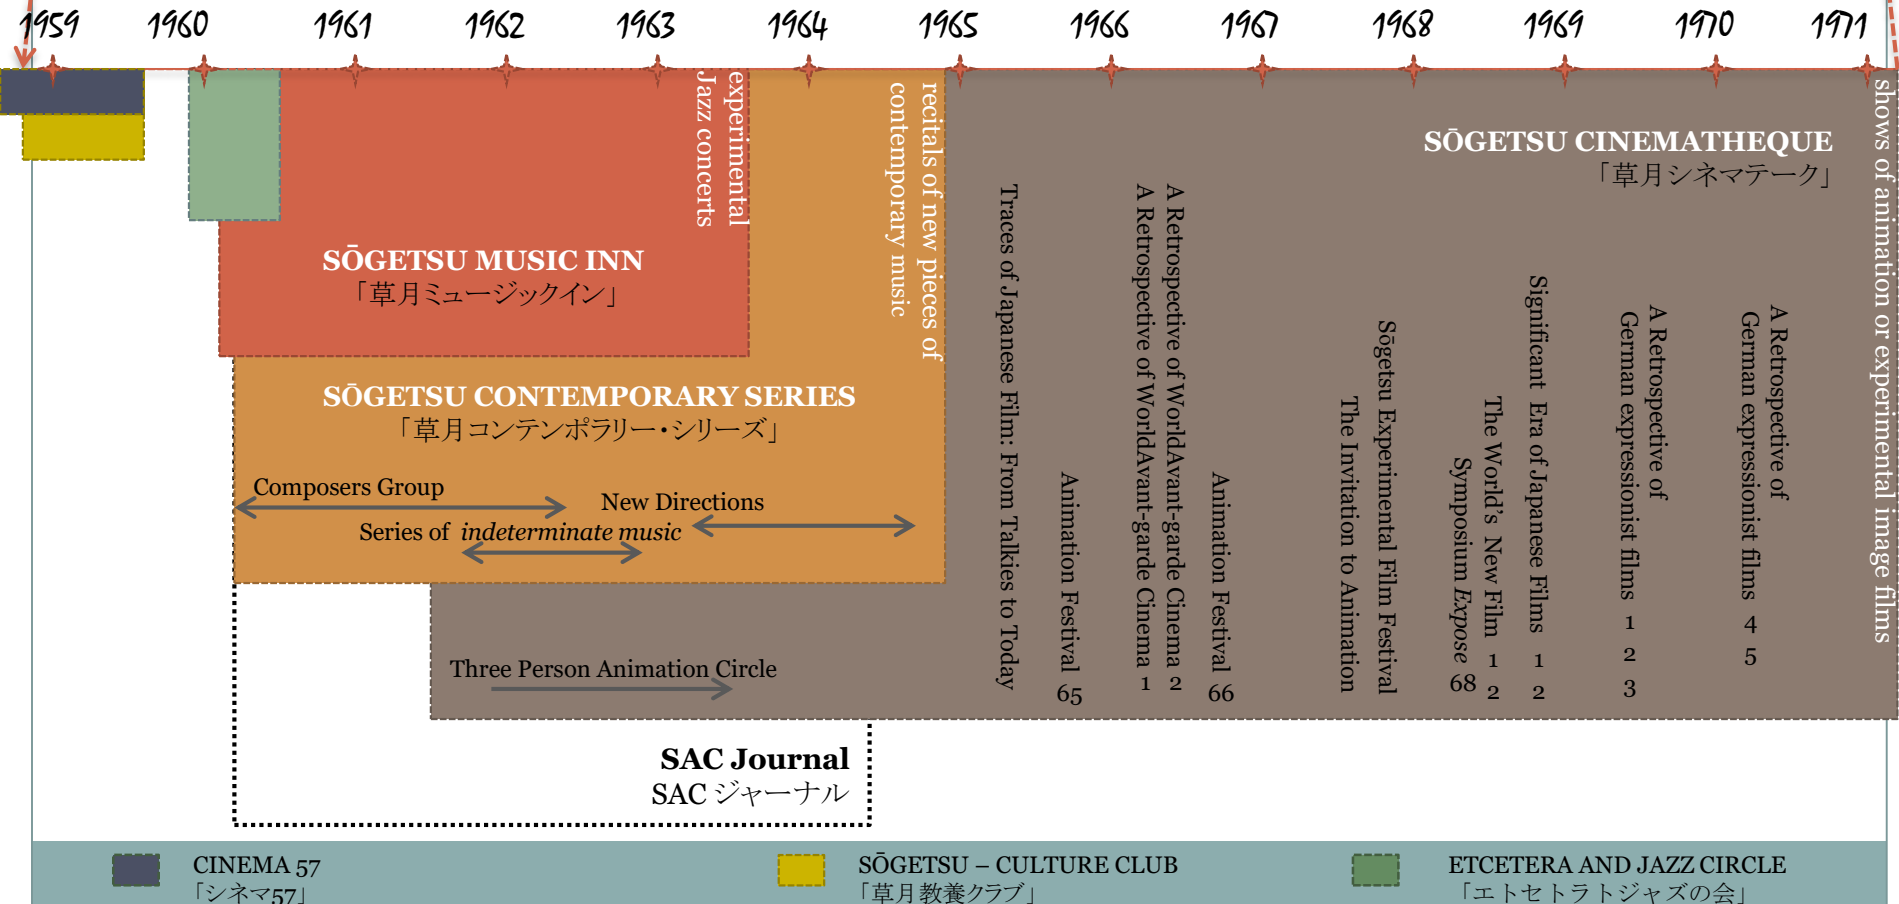 1959 1960 1961 1962 1963 1964 1965 1966 1967 1968 1969 1970 1971
experimental
Jazz concerts
recitals of new pieces of
contemporary music
shows of animation or experimental image films
SŌGETSU CINEMATHEQUE
「草月シネマテーク」
SŌGETSU MUSIC INN
「草月ミュージックイン」
SŌGETSU CONTEMPORARY SERIES
「草月コンテンポラリー・シリーズ」
Composers Group
New Directions
Series of indeterminate music
Three Person Animation Circle
Traces of Japanese Film: From Talkies to Today
Animation Festival 65
A Retrospective of WorldAvant-garde Cinema 1
A Retrospective of WorldAvant-garde Cinema 2
Animation Festival 66
The Invitation to Animation
Sōgetsu Experimental Film Festival
Symposium Expose 68
The World's New Film 1 2
Significant Era of Japanese Films 1 2
A Retrospective of
German expressionist films 1 2 3
A Retrospective of
German expressionist films 4 5
SAC Journal
SAC ジャーナル
CINEMA 57
「シネマ57」
SŌGETSU – CULTURE CLUB
「草月教養クラブ」
ETCETERA AND JAZZ CIRCLE
「エトセトラトジャズの会」